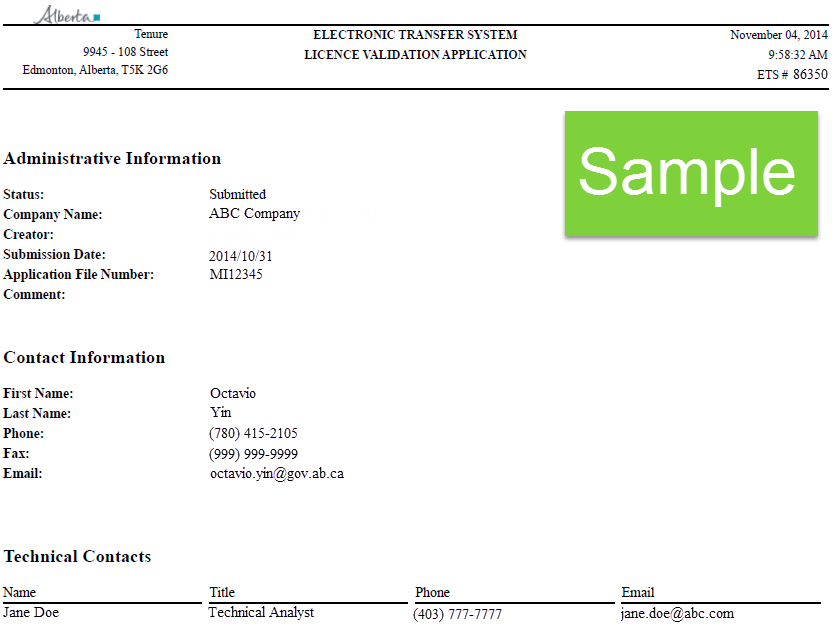 Alberta
Tenure
9945 - 108 Street
Edmonton, Alberta, T5K 2G6
ELECTRONIC TRANSFER SYSTEM
LICENCE VALIDATION APPLICATION
November 04, 2014
9:58:32 AM
ETS # 86350
Sample
Administrative Information
Status: Submitted
Company Name: ABC Company
Creator:
Submission Date: 2014/10/31
Application File Number: MI12345
Comment:
Contact Information
First Name: Octavio
Last Name: Yin
Phone: (780) 415-2105
Fax: (999) 999-9999
Email: octavio.yin@gov.ab.ca
Technical Contacts
Name Title Phone Email
Jane Doe Technical Analyst (403) 777-7777 jane.doe@abc.com